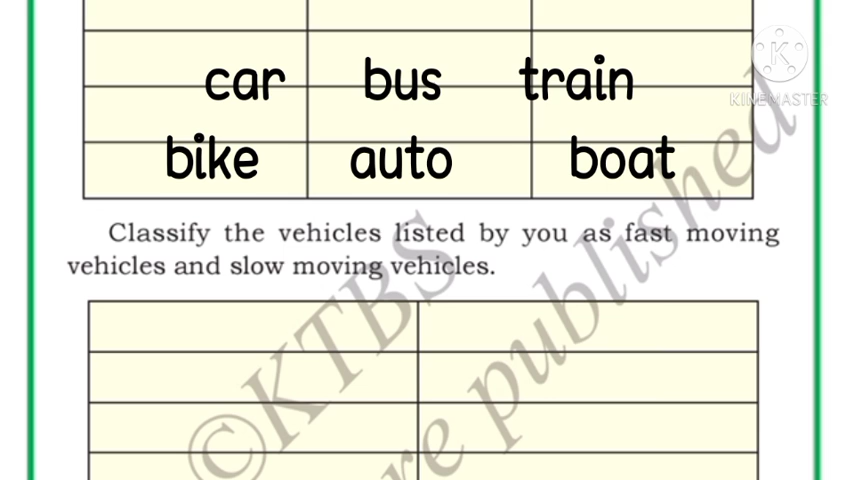 car bus train
KINEMASTER
bike auto boat
Classify the vehicles listed by you as fast moving
vehicles and slow moving vehicles.
©KTBS
re published